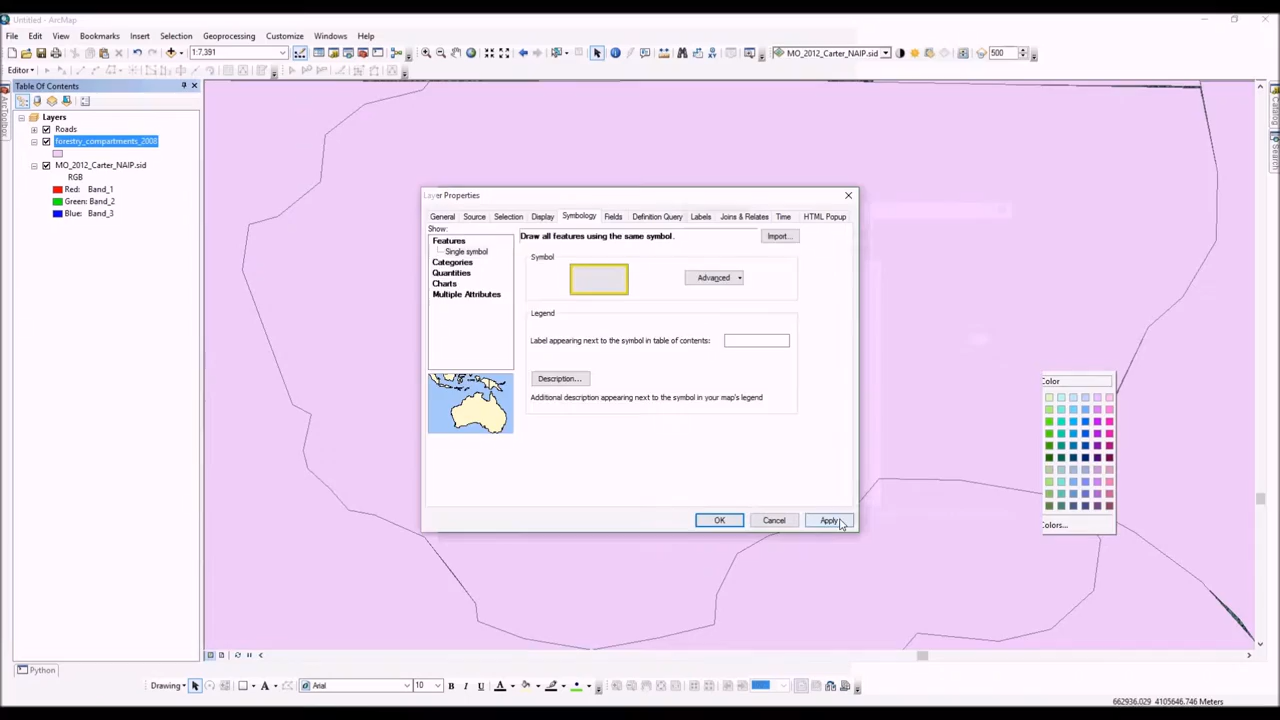 Untitled - ArcMap
File Edit View Bookmarks Insert Selection Geoprocessing Customize Windows Help
1:7,391
MO_2012_Carter_NAIP.sid
500
Editor
Table Of Contents
ArcToolbox
Catalog
Search
Layers
Roads
forestry_compartments_2008
MO_2012_Carter_NAIP.sid
RGB
Red: Band_1
Green: Band_2
Blue: Band_3
Layer Properties
General Source Selection Display Symbology Fields Definition Query Labels Joins & Relates Time HTML Popup
Show:
Features
Single symbol
Categories
Quantities
Charts
Multiple Attributes
Draw all features using the same symbol.
Import...
Symbol
Advanced
Legend
Label appearing next to the symbol in table of contents:
Description...
Additional description appearing next to the symbol in your map's legend
OK Cancel Apply
Color
Colors...
Python
Drawing
Arial
10
B I U A
662936.029 4105646.746 Meters